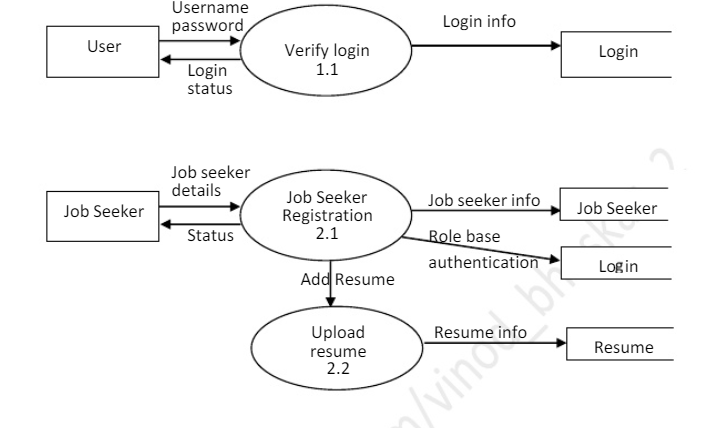 Username
password
User
Verify login
1.1
Login info
Login
Login
status
Job seeker
details
Job Seeker
Job Seeker
Registration
2.1
Job seeker info
Job Seeker
Status
Role base
authentication
Login
Add Resume
Upload
resume
2.2
Resume info
Resume